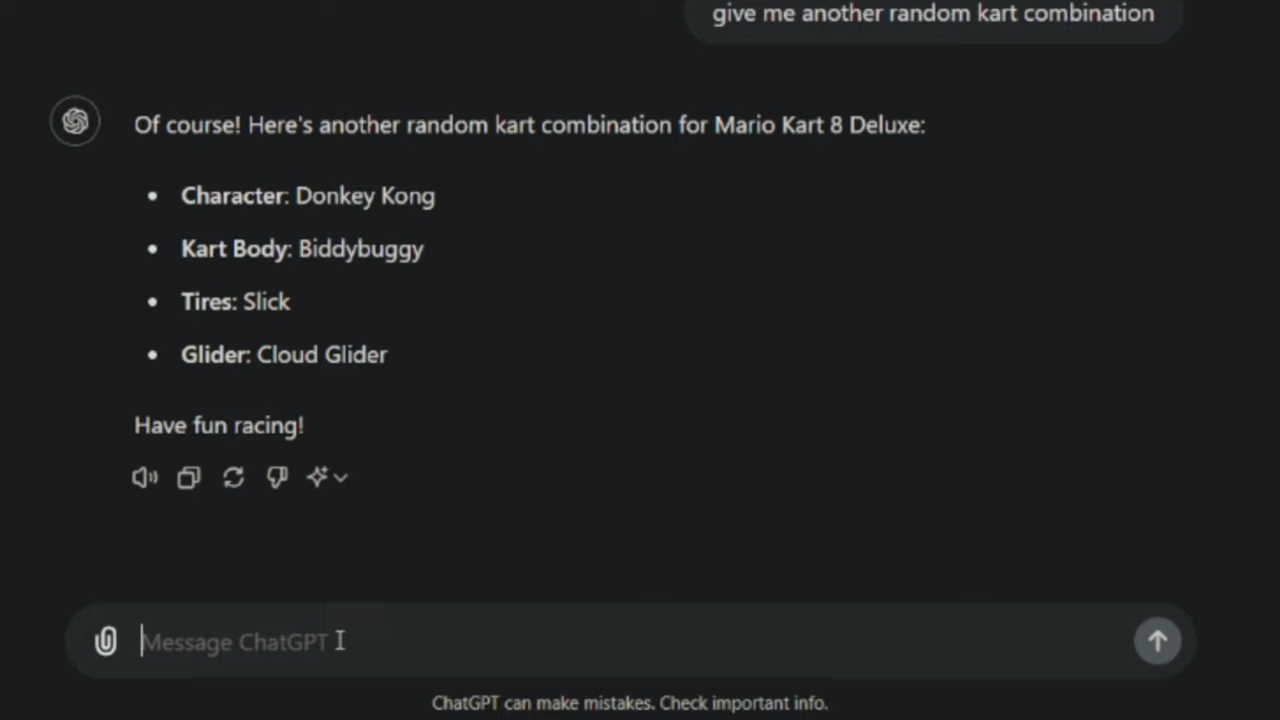 give me another random kart combination
Of course! Here's another random kart combination for Mario Kart 8 Deluxe:
• Character: Donkey Kong
• Kart Body: Biddybuggy
• Tires: Slick
• Glider: Cloud Glider
Have fun racing!
Message ChatGPT
ChatGPT can make mistakes. Check important info.